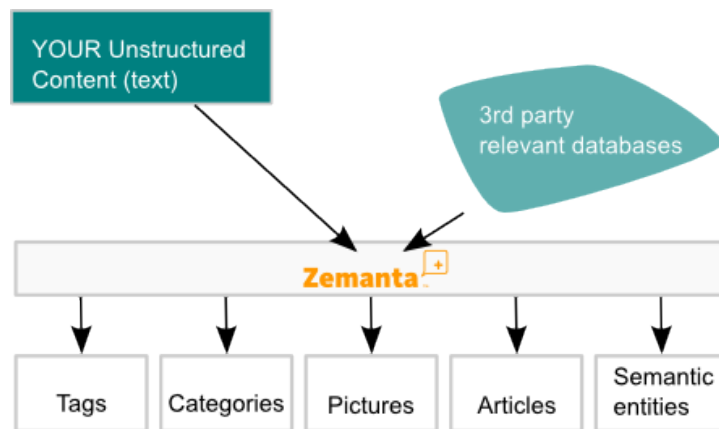 YOUR Unstructured
Content (text)
3rd party
relevant databases
Zemanta
Tags
Categories
Pictures
Articles
Semantic
entities